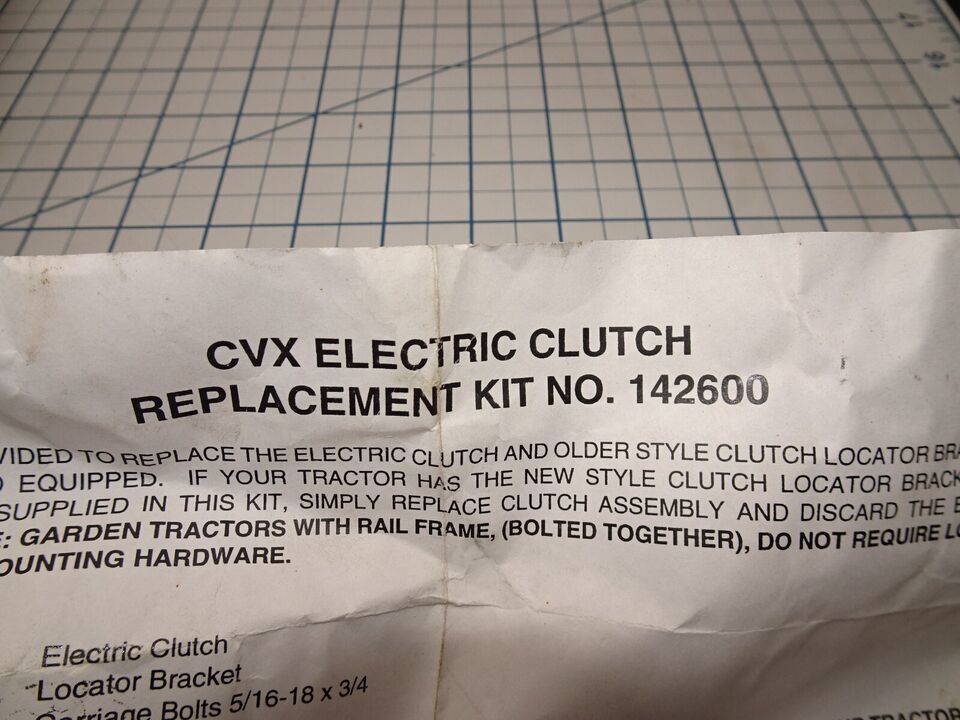 CVX ELECTRIC CLUTCH
REPLACEMENT KIT NO. 142600
VIDED TO REPLACE THE ELECTRIC CLUTCH AND OLDER STYLE CLUTCH LOCATOR BRA
EQUIPPED. IF YOUR TRACTOR HAS THE NEW STYLE CLUTCH LOCATOR BRACK
SUPPLIED IN THIS KIT, SIMPLY REPLACE CLUTCH ASSEMBLY AND DISCARD THE
E: GARDEN TRACTORS WITH RAIL FRAME, (BOLTED TOGETHER), DO NOT REQUIRE LO
OUNTING HARDWARE.
Electric Clutch
Locator Bracket
Carriage Bolts 5/16-18 x 3/4